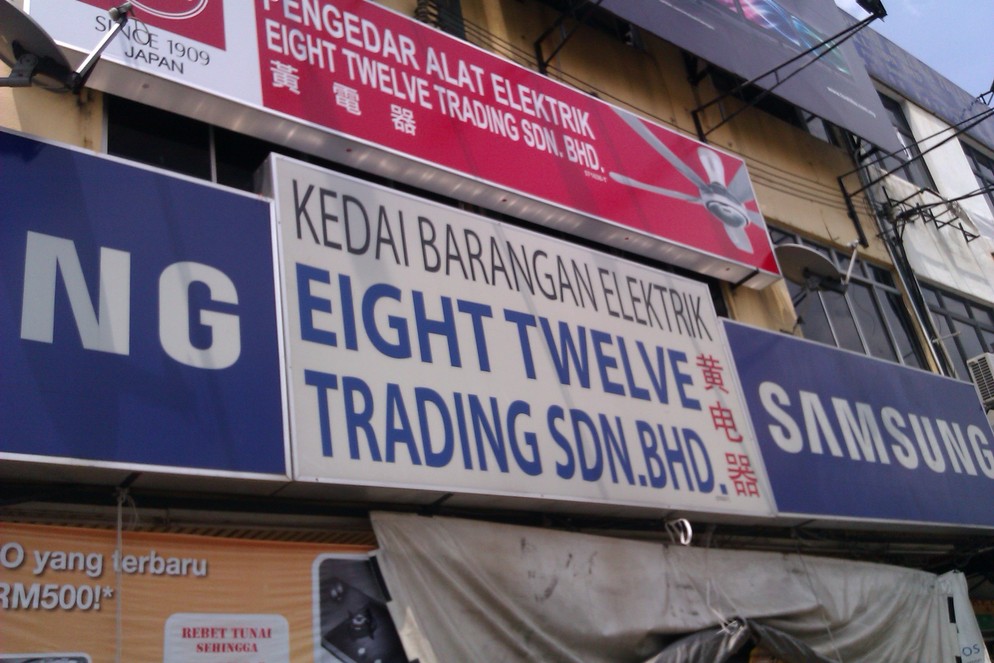 SINCE 1909
JAPAN
PENGEDAR ALAT ELEKTRIK
EIGHT TWELVE TRADING SDN. BHD.
黃 電 器
NG
KEDAI BARANGAN ELEKTRIK
EIGHT TWELVE
TRADING SDN.BHD.
黄电器
SAMSUNG
O yang terbaru
RM500!*
REBET TUNAI
SEHINGGA
OS